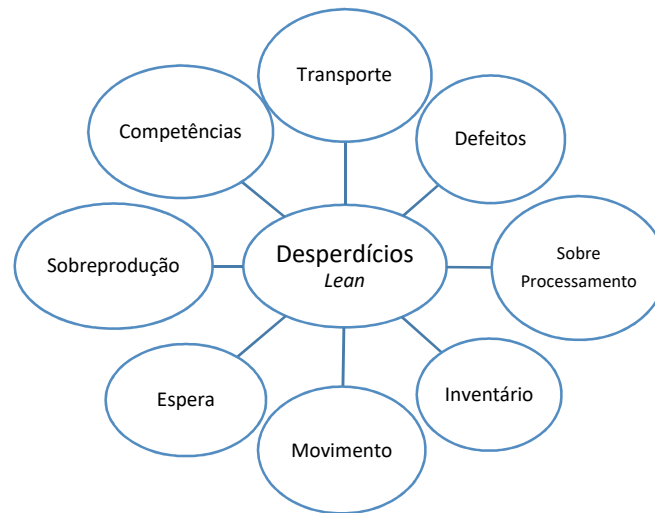 Transporte
Competências
Defeitos
Sobreprodução
Desperdícios
Lean
Sobre
Processamento
Espera
Inventário
Movimento